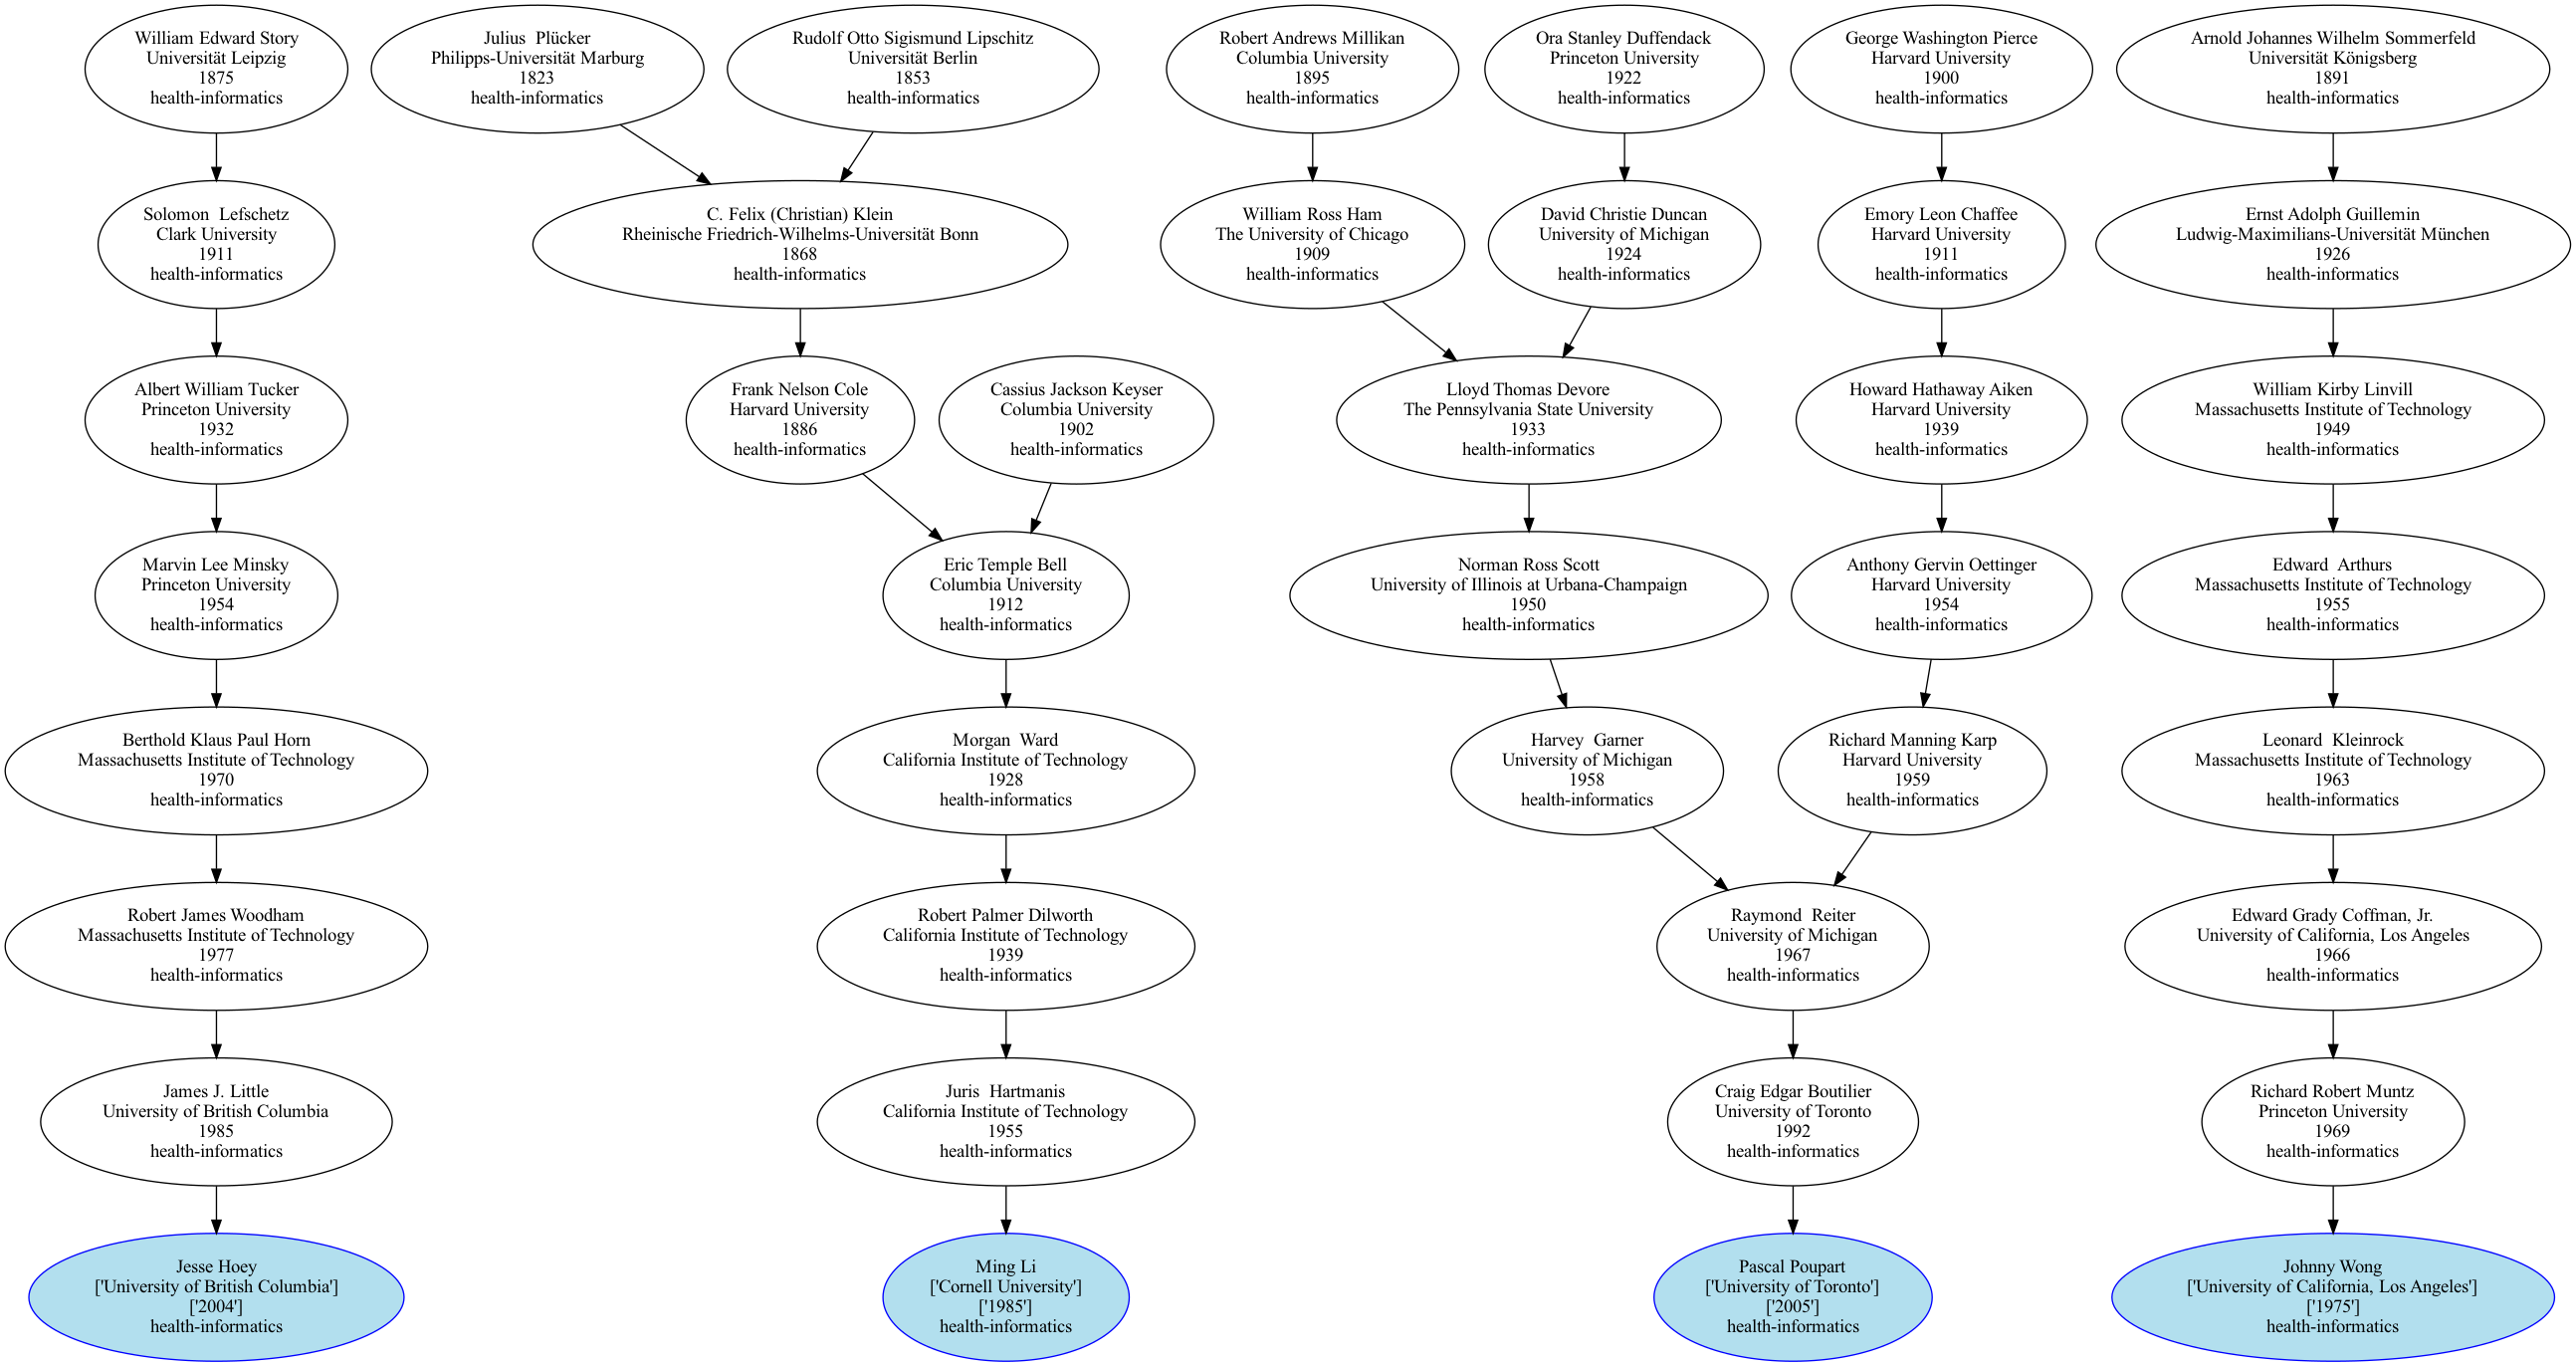 William Edward Story
Universität Leipzig
1875
health-informatics
Julius  Plücker
Philipps-Universität Marburg
1823
health-informatics
Rudolf Otto Sigismund Lipschitz
Universität Berlin
1853
health-informatics
Robert Andrews Millikan
Columbia University
1895
health-informatics
Ora Stanley Duffendack
Princeton University
1922
health-informatics
George Washington Pierce
Harvard University
1900
health-informatics
Arnold Johannes Wilhelm Sommerfeld
Universität Königsberg
1891
health-informatics
Solomon  Lefschetz
Clark University
1911
health-informatics
C. Felix (Christian) Klein
Rheinische Friedrich-Wilhelms-Universität Bonn
1868
health-informatics
William Ross Ham
The University of Chicago
1909
health-informatics
David Christie Duncan
University of Michigan
1924
health-informatics
Emory Leon Chaffee
Harvard University
1911
health-informatics
Ernst Adolph Guillemin
Ludwig-Maximilians-Universität München
1926
health-informatics
Albert William Tucker
Princeton University
1932
health-informatics
Frank Nelson Cole
Harvard University
1886
health-informatics
Cassius Jackson Keyser
Columbia University
1902
health-informatics
Lloyd Thomas Devore
The Pennsylvania State University
1933
health-informatics
Howard Hathaway Aiken
Harvard University
1939
health-informatics
William Kirby Linvill
Massachusetts Institute of Technology
1949
health-informatics
Marvin Lee Minsky
Princeton University
1954
health-informatics
Eric Temple Bell
Columbia University
1912
health-informatics
Norman Ross Scott
University of Illinois at Urbana-Champaign
1950
health-informatics
Anthony Gervin Oettinger
Harvard University
1954
health-informatics
Edward  Arthurs
Massachusetts Institute of Technology
1955
health-informatics
Berthold Klaus Paul Horn
Massachusetts Institute of Technology
1970
health-informatics
Morgan  Ward
California Institute of Technology
1928
health-informatics
Harvey  Garner
University of Michigan
1958
health-informatics
Richard Manning Karp
Harvard University
1959
health-informatics
Leonard  Kleinrock
Massachusetts Institute of Technology
1963
health-informatics
Robert James Woodham
Massachusetts Institute of Technology
1977
health-informatics
Robert Palmer Dilworth
California Institute of Technology
1939
health-informatics
Raymond  Reiter
University of Michigan
1967
health-informatics
Edward Grady Coffman, Jr.
University of California, Los Angeles
1966
health-informatics
James J. Little
University of British Columbia
1985
health-informatics
Juris  Hartmanis
California Institute of Technology
1955
health-informatics
Craig Edgar Boutilier
University of Toronto
1992
health-informatics
Richard Robert Muntz
Princeton University
1969
health-informatics
Jesse Hoey
['University of British Columbia']
['2004']
health-informatics
Ming Li
['Cornell University']
['1985']
health-informatics
Pascal Poupart
['University of Toronto']
['2005']
health-informatics
Johnny Wong
['University of California, Los Angeles']
['1975']
health-informatics